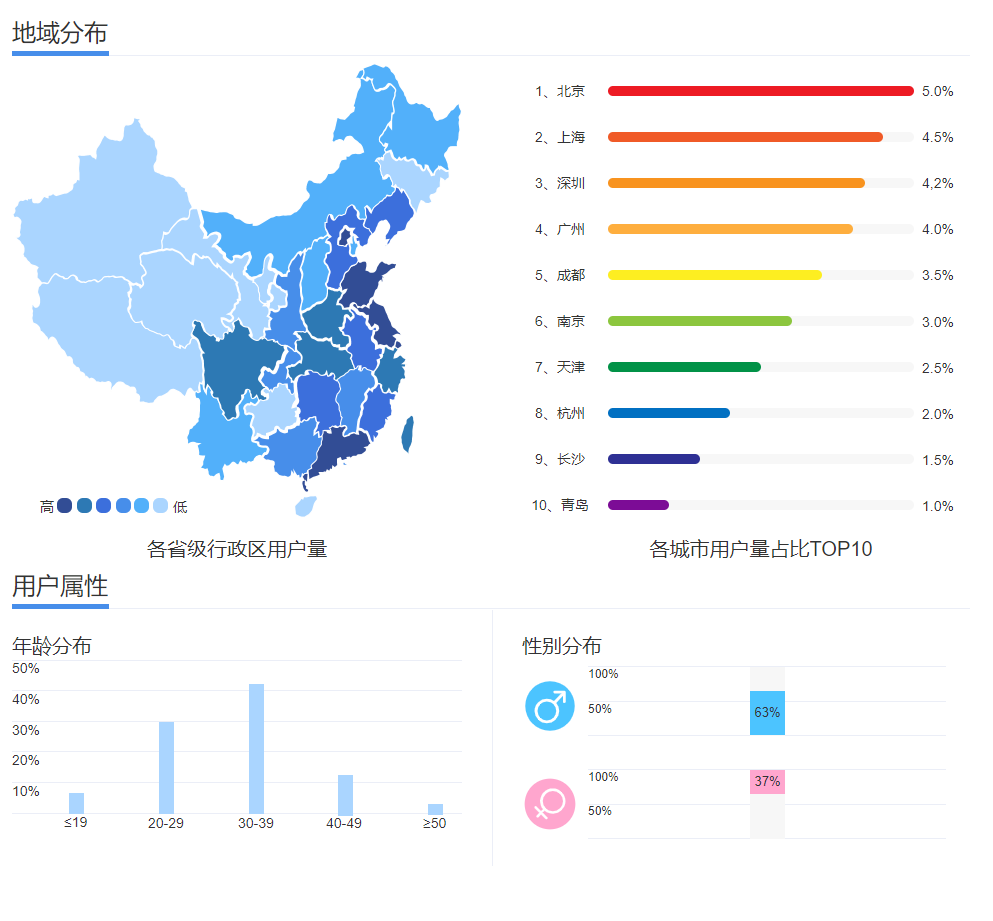 地域分布
1、北京 5.0%
2、上海 4.5%
3、深圳 4,2%
4、广州 4.0%
5、成都 3.5%
6、南京 3.0%
7、天津 2.5%
8、杭州 2.0%
9、长沙 1.5%
10、青岛 1.0%
高 低
各省级行政区用户量
各城市用户量占比TOP10
用户属性
年龄分布
50%
40%
30%
20%
10%
≤19 20-29 30-39 40-49 ≥50
性别分布
100%
50%
63%
100%
37%
50%